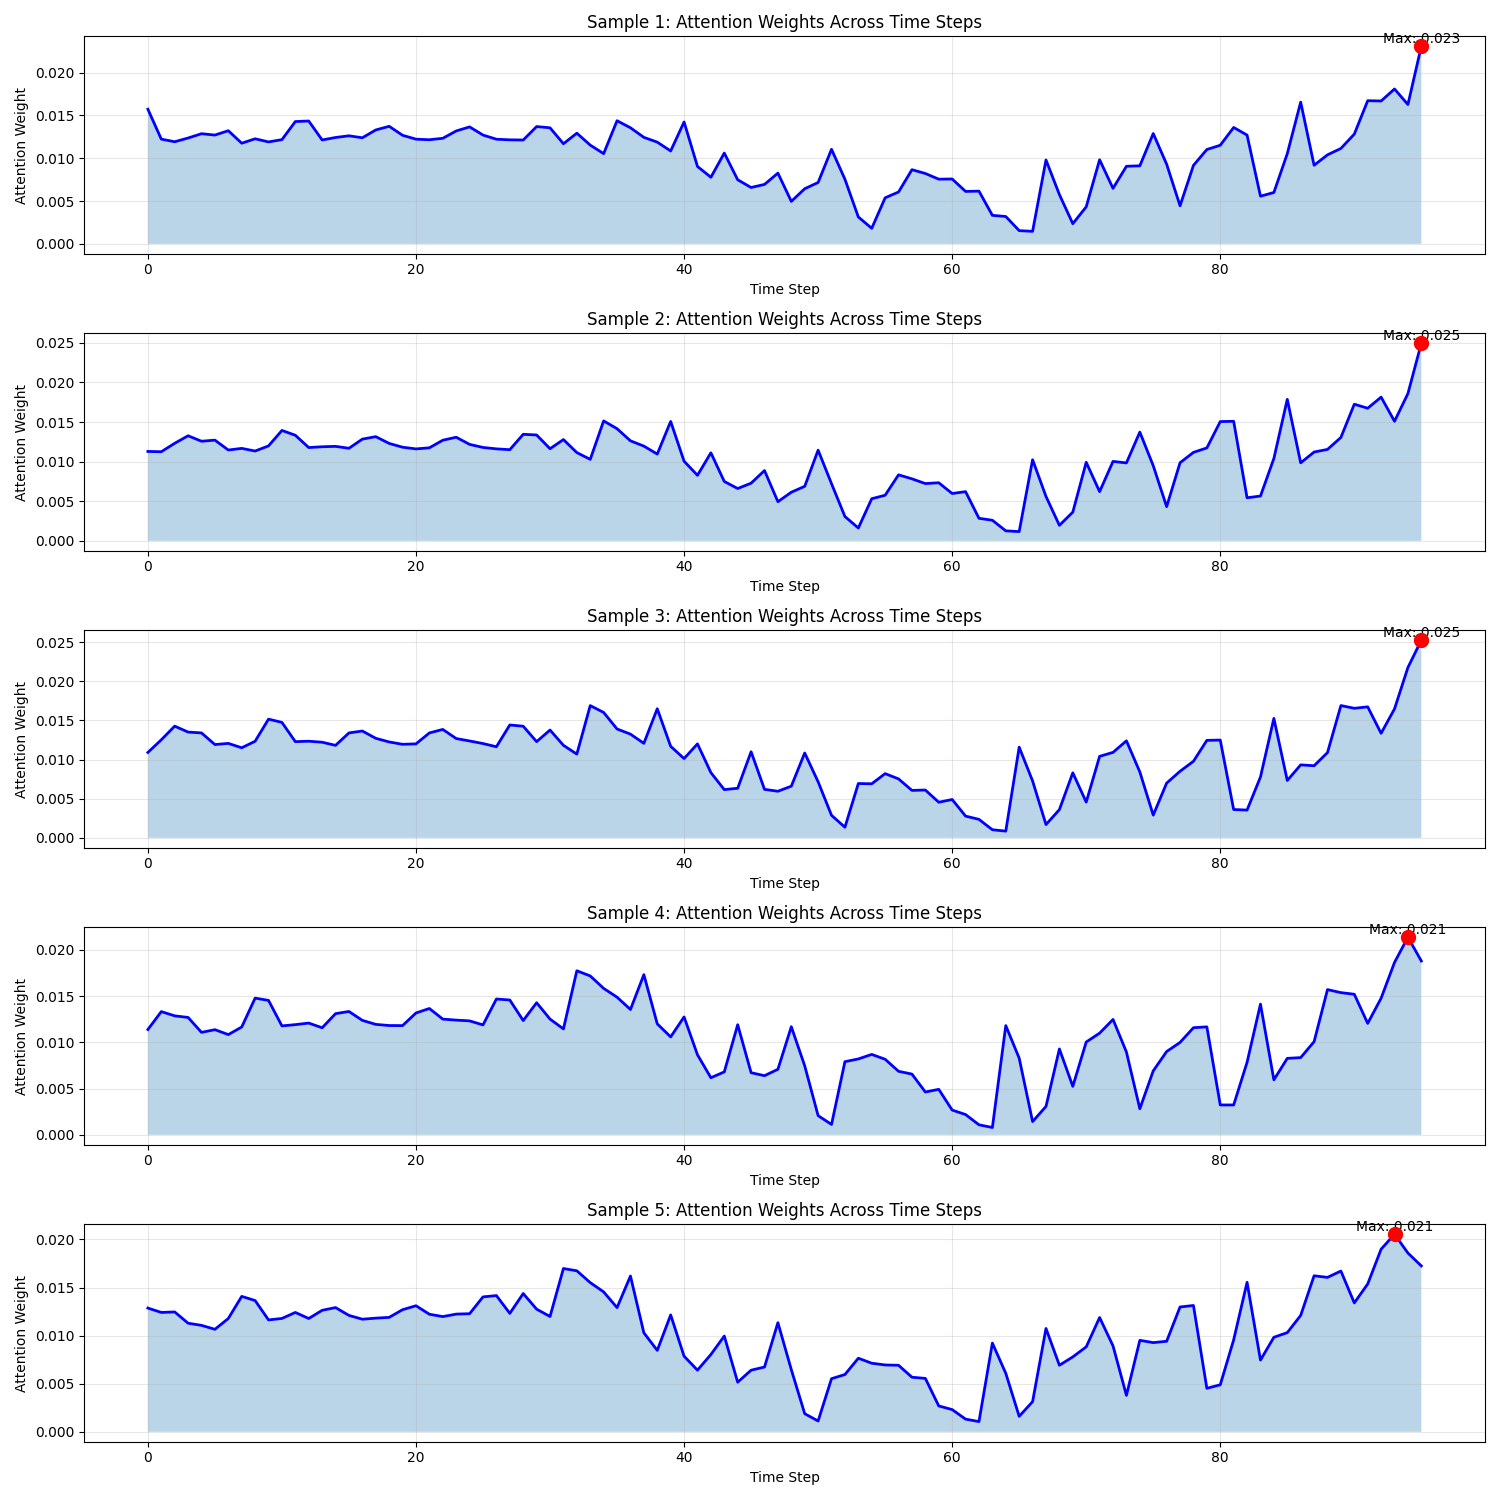 Sample 1: Attention Weights Across Time Steps
Max: 0.023
0.020
0.015
0.010
0.005
0.000
Attention Weight
0 20 40 60 80
Time Step
Sample 2: Attention Weights Across Time Steps
Max: 0.025
0.025
0.020
0.015
0.010
0.005
0.000
Attention Weight
0 20 40 60 80
Time Step
Sample 3: Attention Weights Across Time Steps
Max: 0.025
0.025
0.020
0.015
0.010
0.005
0.000
Attention Weight
0 20 40 60 80
Time Step
Sample 4: Attention Weights Across Time Steps
Max: 0.021
0.020
0.015
0.010
0.005
0.000
Attention Weight
0 20 40 60 80
Time Step
Sample 5: Attention Weights Across Time Steps
Max: 0.021
0.020
0.015
0.010
0.005
0.000
Attention Weight
0 20 40 60 80
Time Step